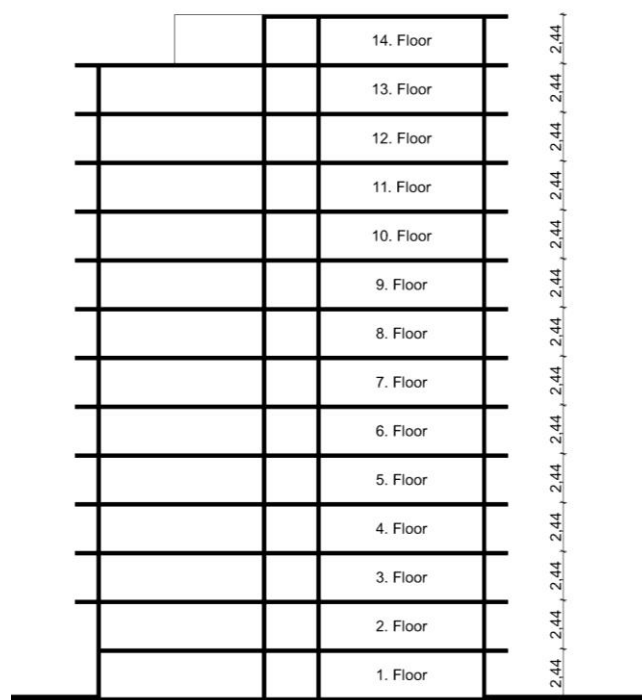 14. Floor 2,44
13. Floor 2,44
12. Floor 2,44
11. Floor 2,44
10. Floor 2,44
9. Floor 2,44
8. Floor 2,44
7. Floor 2,44
6. Floor 2,44
5. Floor 2,44
4. Floor 2,44
3. Floor 2,44
2. Floor 2,44
1. Floor 2,44